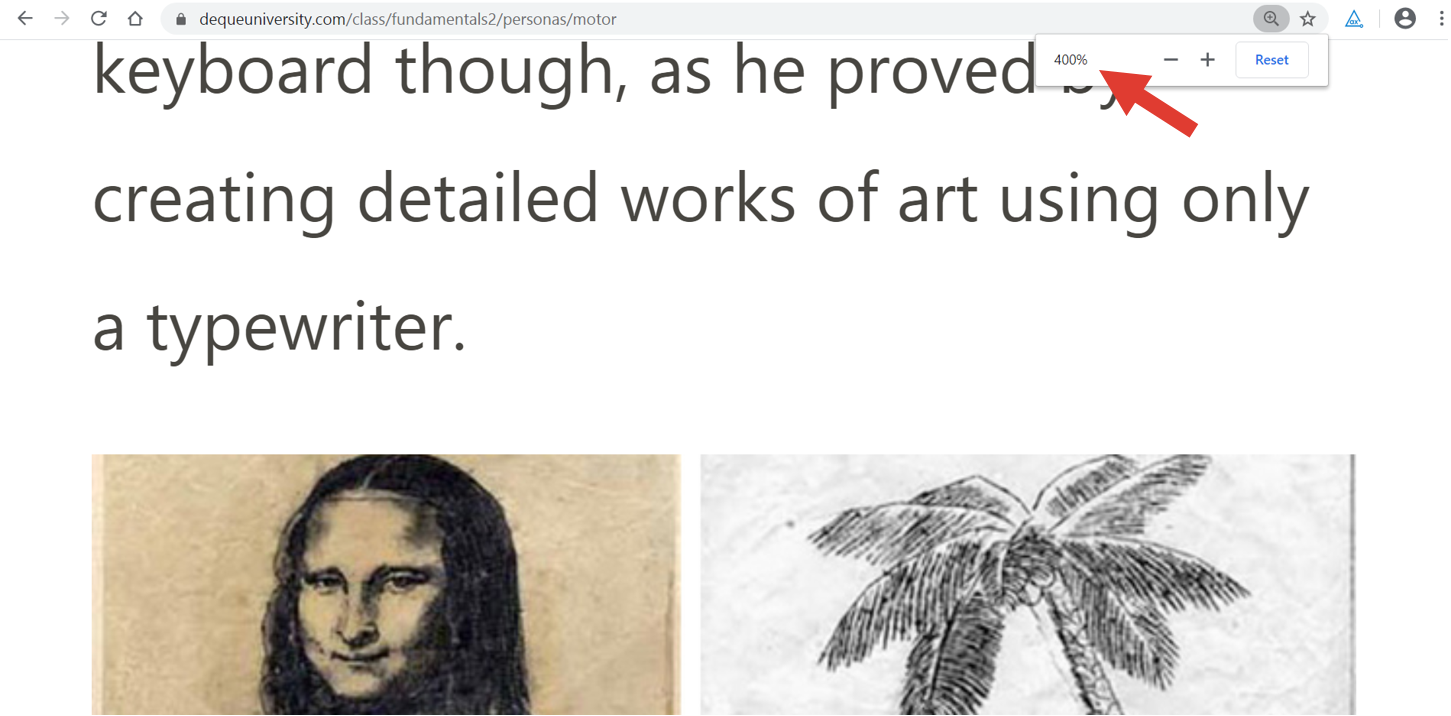 dequeuniversity.com/class/fundamentals2/personas/motor
400% − + Reset
keyboard though, as he proved by
creating detailed works of art using only
a typewriter.